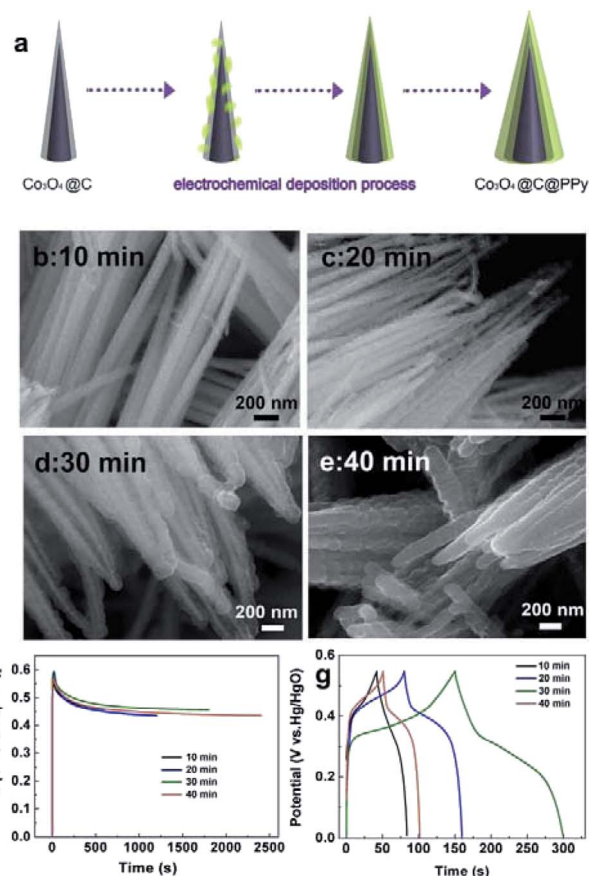 a
Co₃O₄@C
electrochemical deposition process
Co₃O₄@C@PPy
b:10 min
200 nm
c:20 min
200 nm
d:30 min
200 nm
e:40 min
200 nm
0.6
0.5
0.4
0.3
0.2
0.1
0.0
10 min
20 min
30 min
40 min
0 500 1000 1500 2000 2500
Time (s)
g
Potential (V vs.Hg/HgO)
0.6
0.4
0.2
0.0
10 min
20 min
30 min
40 min
0 50 100 150 200 250 300
Time (s)